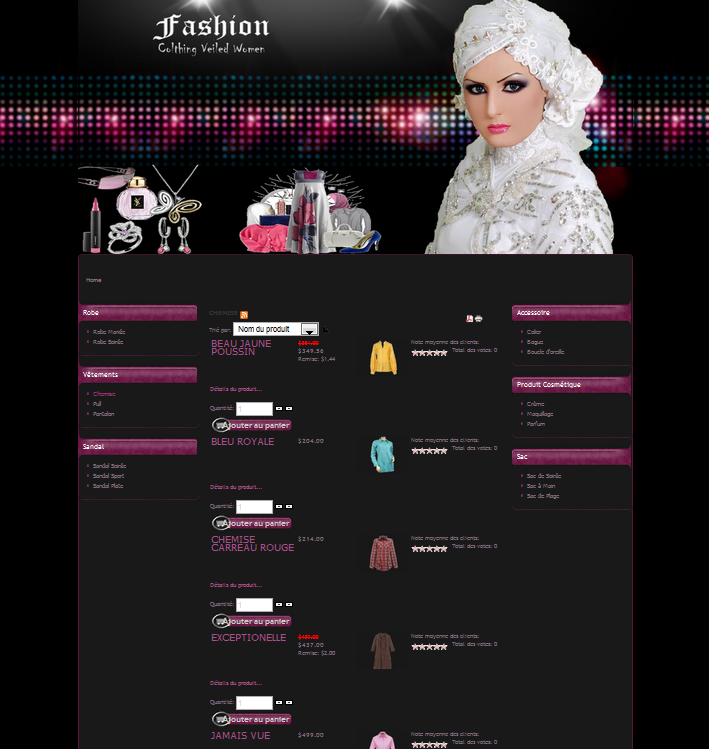 Fashion
Colthing Veiled Women
Home
Robe
Robe Mariée
Robe Soirée
Vêtements
Chemise
Pull
Pantalon
Sandal
Sandal Soirée
Sandal Sport
Sandal Plate
CHEMISE
Trié par: Nom du produit
BEAU JAUNE
POUSSIN
$349.56
Remise: $1.44
Note moyenne des clients:
Total des votes: 0
Détails du produit...
Quantité: 1
Ajouter au panier
BLEU ROYALE
$204.00
Note moyenne des clients:
Total des votes: 0
Détails du produit...
Quantité: 1
Ajouter au panier
CHEMISE
CARREAU ROUGE
$214.00
Note moyenne des clients:
Total des votes: 0
Détails du produit...
Quantité: 1
Ajouter au panier
EXCEPTIONELLE
$437.00
Remise: $2.00
Note moyenne des clients:
Total des votes: 0
Détails du produit...
Quantité: 1
Ajouter au panier
JAMAIS VUE
$499.00
Note moyenne des clients:
Total des votes: 0
Accessoire
Collier
Bague
Boucle d'oreille
Produit Cosmétique
Crème
Maquillage
Parfum
Sac
Sac de Soirée
Sac à Main
Sac de Plage